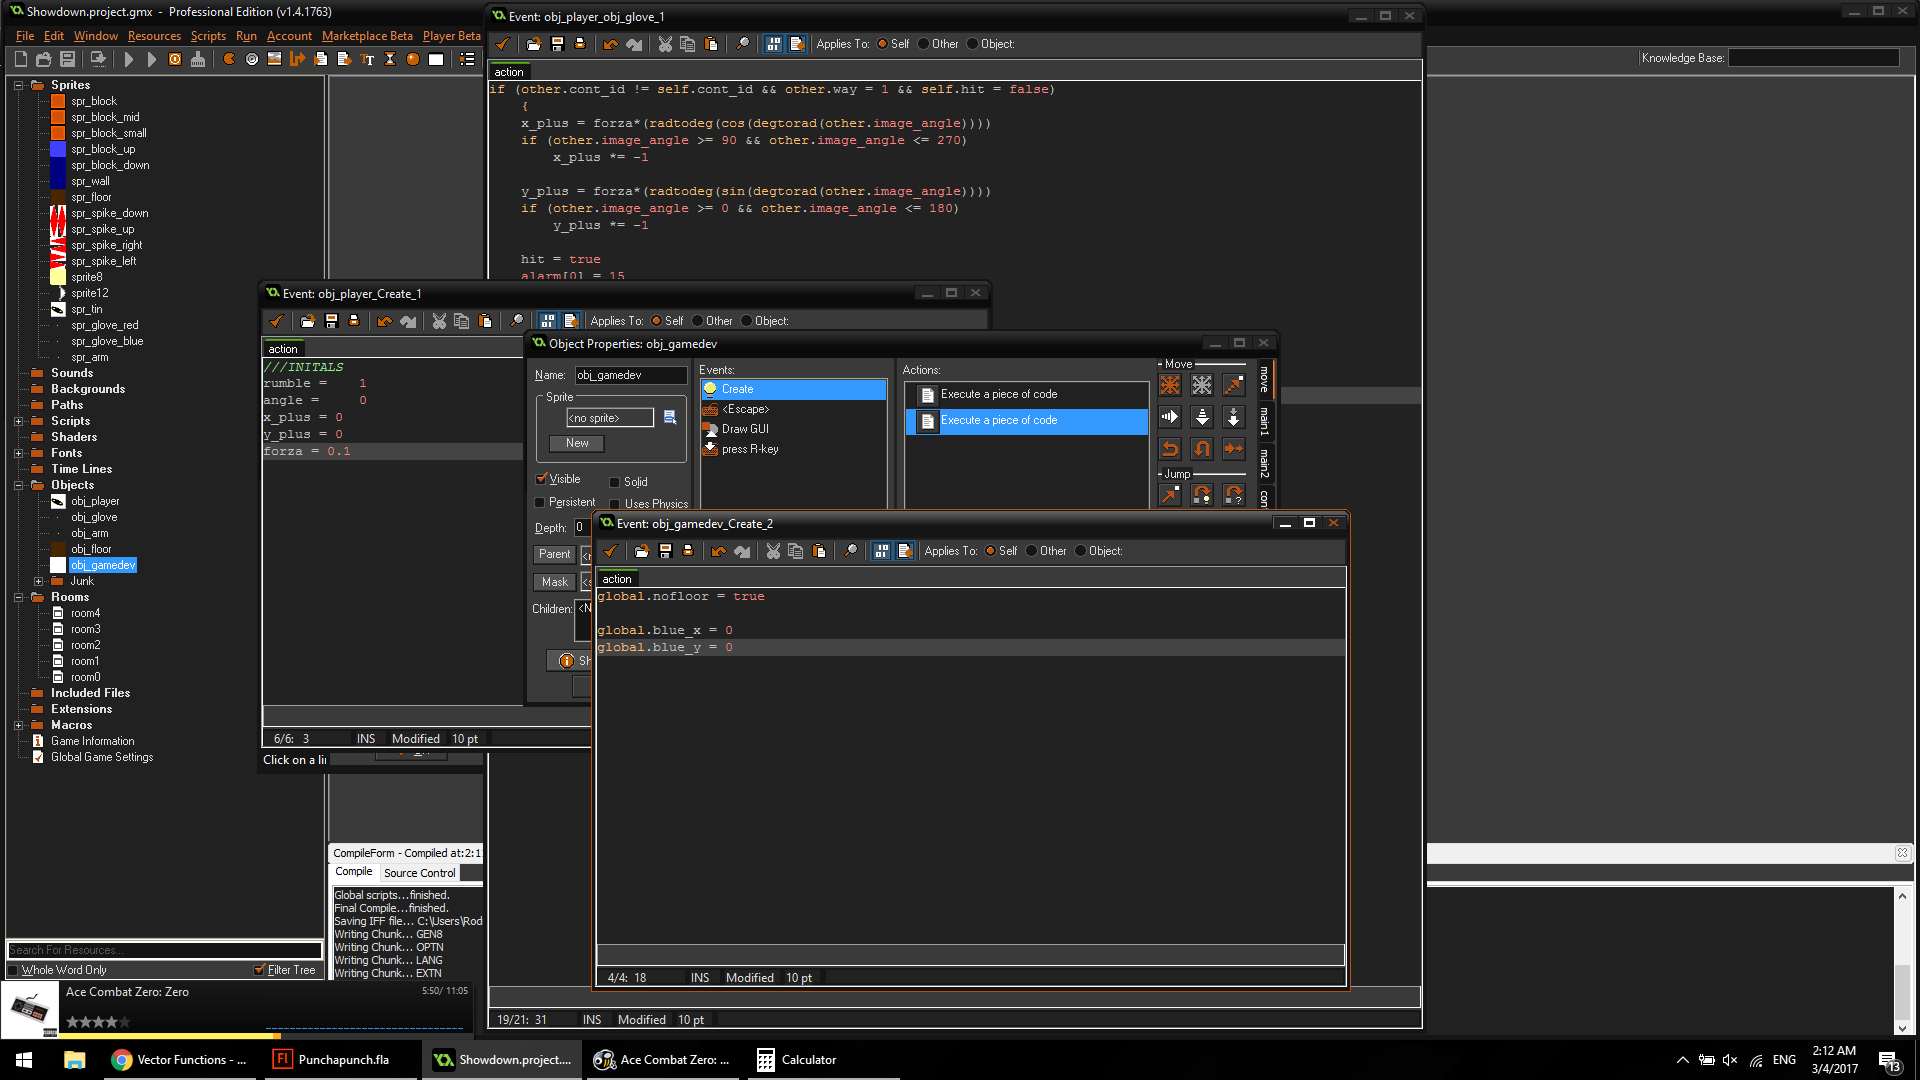 Showdown.project.gmx - Professional Edition (v1.4.1763)
File Edit Window Resources Scripts Run Account Marketplace Beta Player Beta
Knowledge Base:
Sprites
spr_block
spr_block_mid
spr_block_small
spr_block_up
spr_block_down
spr_wall
spr_floor
spr_spike_down
spr_spike_up
spr_spike_right
spr_spike_left
sprite8
sprite12
spr_tin
spr_glove_red
spr_glove_blue
spr_arm
Sounds
Backgrounds
Paths
Scripts
Shaders
Fonts
Time Lines
Objects
obj_player
obj_glove
obj_arm
obj_floor
obj_gamedev
Junk
Rooms
room4
room3
room2
room1
room0
Included Files
Extensions
Macros
Game Information
Global Game Settings
Search For Resources...
Whole Word Only Filter Tree
Event: obj_player_obj_glove_1
Applies To: Self Other Object:
action
if (other.cont_id != self.cont_id && other.way = 1 && self.hit = false)
{
x_plus = forza*(radtodeg(cos(degtorad(other.image_angle))))
if (other.image_angle >= 90 && other.image_angle <= 270)
x_plus *= -1
y_plus = forza*(radtodeg(sin(degtorad(other.image_angle))))
if (other.image_angle >= 0 && other.image_angle <= 180)
y_plus *= -1
hit = true
alarm[0] = 15
19/21: 31 INS Modified 10 pt
Event: obj_player_Create_1
Applies To: Self Other Object:
action
///INITALS
rumble = 1
angle = 0
x_plus = 0
y_plus = 0
forza = 0.1
6/6: 3 INS Modified 10 pt
Click on a li
Object Properties: obj_gamedev
Name: obj_gamedev
Sprite
<no sprite>
New
Visible Solid
Persistent Uses Physics
Depth: 0
Parent
Mask
Children:
Events:
Create
<Escape>
Draw GUI
press R-key
Actions:
Execute a piece of code
Execute a piece of code
Move
Jump
move
main1
main2
Event: obj_gamedev_Create_2
Applies To: Self Other Object:
action
global.nofloor = true
global.blue_x = 0
global.blue_y = 0
4/4: 18 INS Modified 10 pt
CompileForm - Compiled at:2:1
Compile Source Control
Global scripts...finished.
Final Compile...finished.
Saving IFF file... C:\Users\Rod
Writing Chunk... GEN8
Writing Chunk... OPTN
Writing Chunk... LANG
Writing Chunk... EXTN
Ace Combat Zero: Zero
5:50/ 11:05
Vector Functions - ...
Punchapunch.fla
Showdown.project....
Ace Combat Zero: ...
Calculator
ENG
2:12 AM
3/4/2017
13